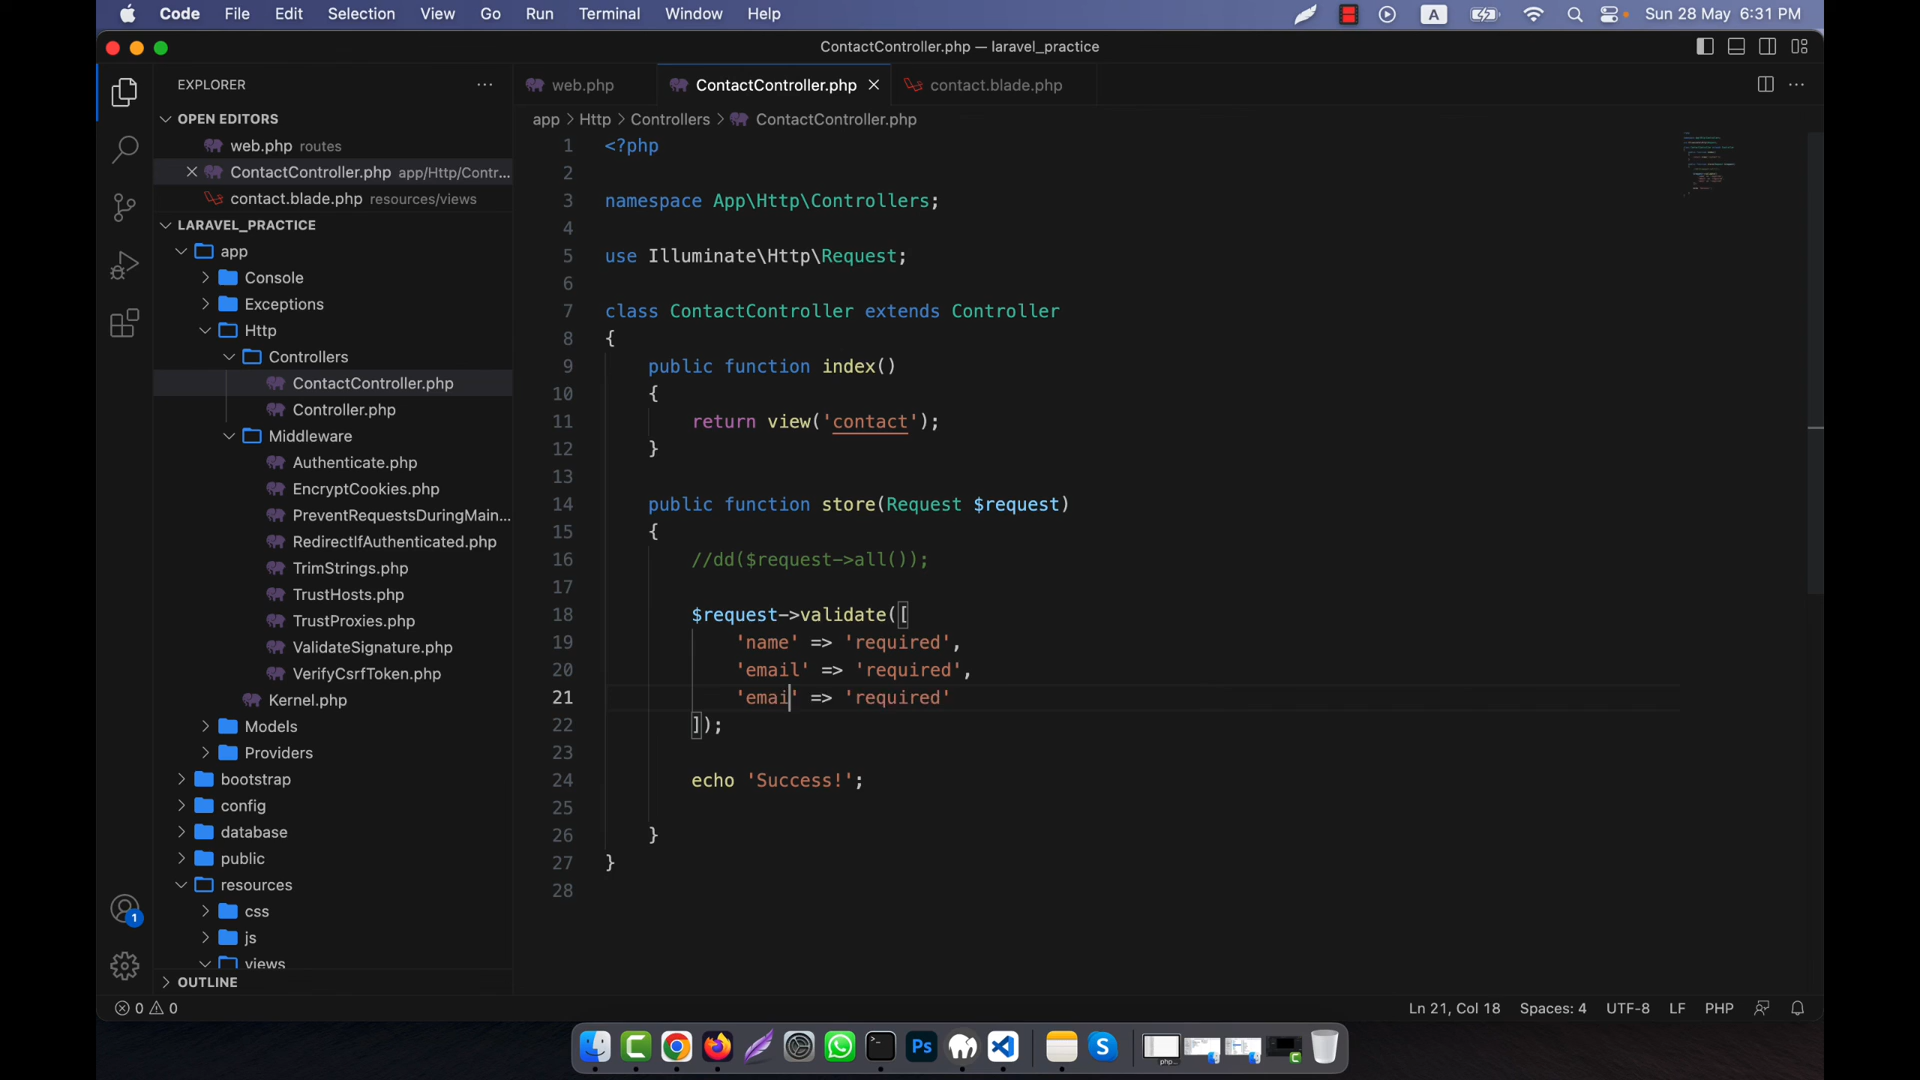 Code File Edit Selection View Go Run Terminal Window Help A Sun 28 May 6:31 PM
ContactController.php — laravel_practice
EXPLORER
web.php ContactController.php contact.blade.php
OPEN EDITORS
web.php routes
ContactController.php app/Http/Contr...
contact.blade.php resources/views
LARAVEL_PRACTICE
app
Console
Exceptions
Http
Controllers
ContactController.php
Controller.php
Middleware
Authenticate.php
EncryptCookies.php
PreventRequestsDuringMain...
RedirectIfAuthenticated.php
TrimStrings.php
TrustHosts.php
TrustProxies.php
ValidateSignature.php
VerifyCsrfToken.php
Kernel.php
Models
Providers
bootstrap
config
database
public
resources
css
js
views
OUTLINE
app > Http > Controllers > ContactController.php
1 <?php
2
3 namespace App\Http\Controllers;
4
5 use Illuminate\Http\Request;
6
7 class ContactController extends Controller
8 {
9 public function index()
10 {
11 return view('contact');
12 }
13
14 public function store(Request $request)
15 {
16 //dd($request->all());
17
18 $request->validate([
19 'name' => 'required',
20 'email' => 'required',
21 'emai' => 'required'
22 ]);
23
24 echo 'Success!';
25
26 }
27 }
28
1
0 0 Ln 21, Col 18 Spaces: 4 UTF-8 LF PHP
Ps
php